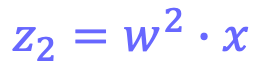 z₂ = w² · x